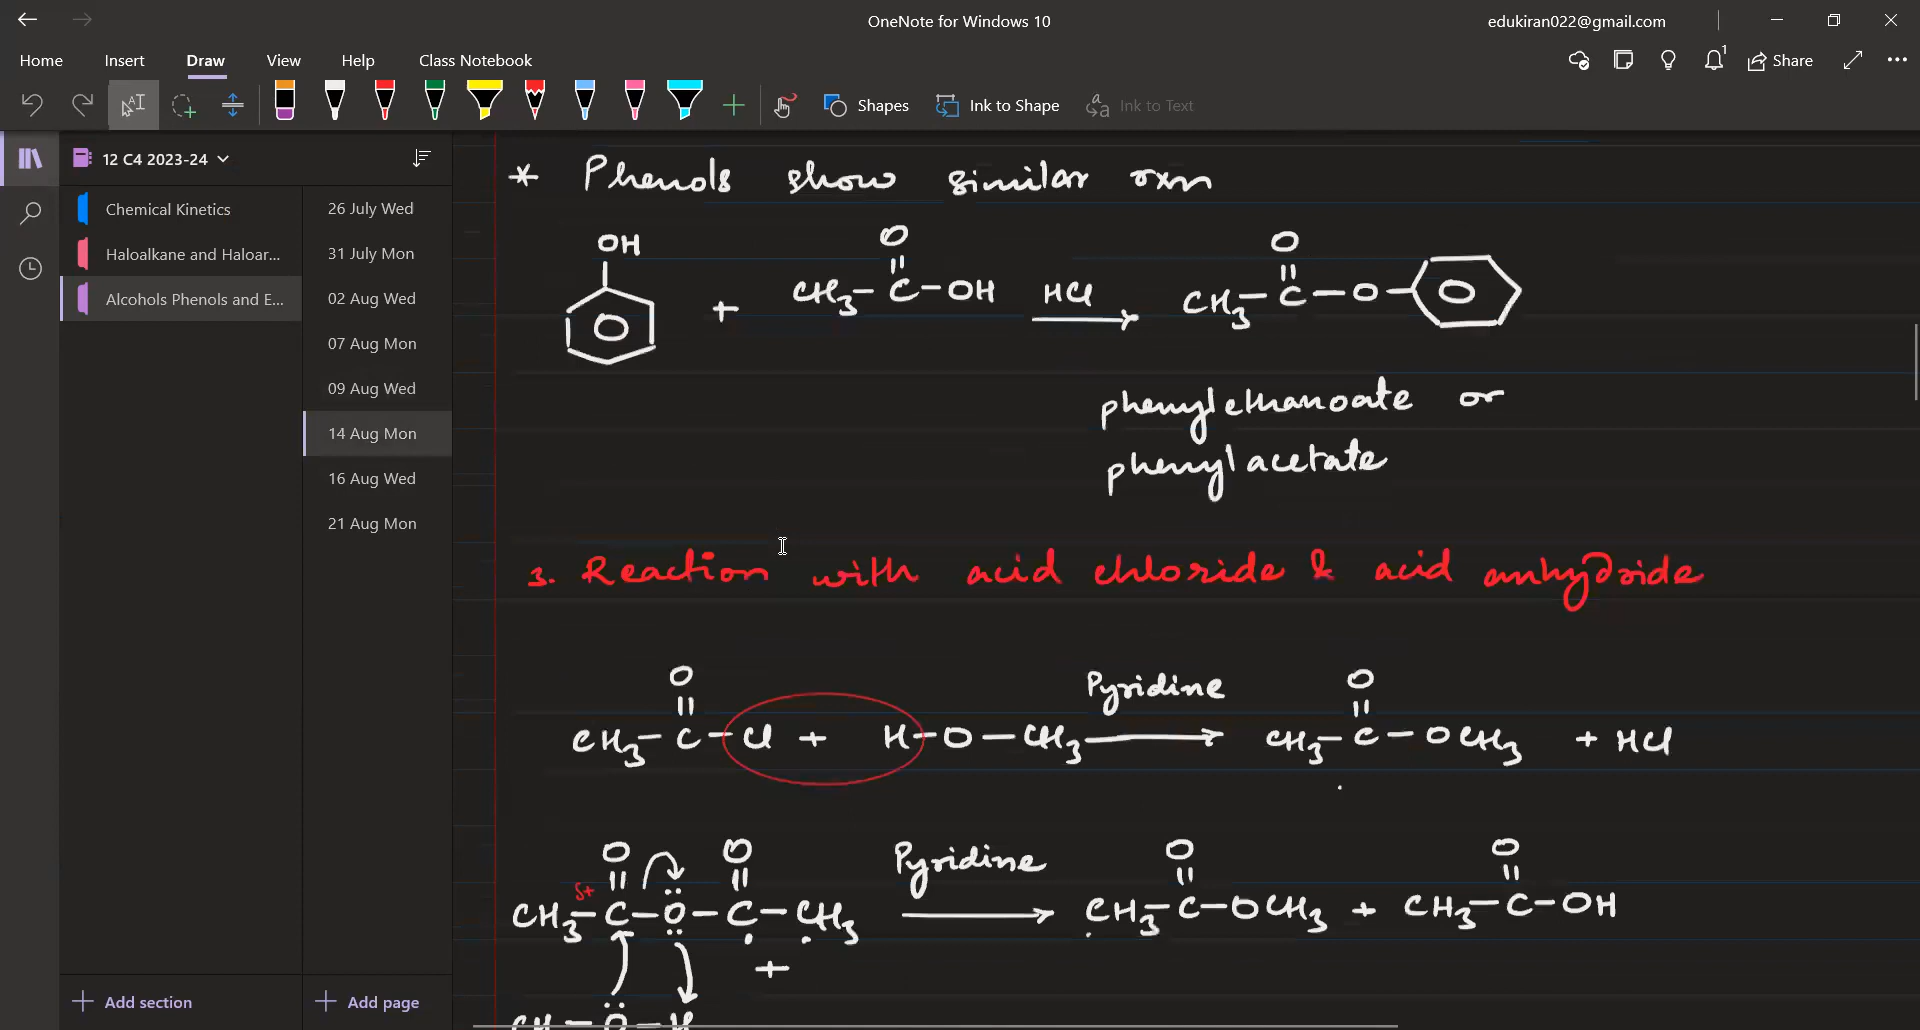 OneNote for Windows 10
edukiran022@gmail.com
Home Insert Draw View Help Class Notebook
1
Share
Shapes Ink to Shape Ink to Text
12 C4 2023-24
Chemical Kinetics
Haloalkane and Haloar...
Alcohols Phenols and E...
26 July Wed
31 July Mon
02 Aug Wed
07 Aug Mon
09 Aug Wed
14 Aug Mon
16 Aug Wed
21 Aug Mon
Add section
Add page
* Phenols show similar rxn
OH O O
+ CH3-C-OH HCl CH3-C-O-
phenylethanoate or
phenylacetate
3. Reaction with acid chloride & acid anhydride
O Pyridine O
CH3-C-Cl + H-O-CH3 CH3-C-OCH3 + HCl
O O Pyridine O O
δ+
CH3-C-O-C-CH3 CH3-C-OCH3 + CH3-C-OH
+
CH-O-H